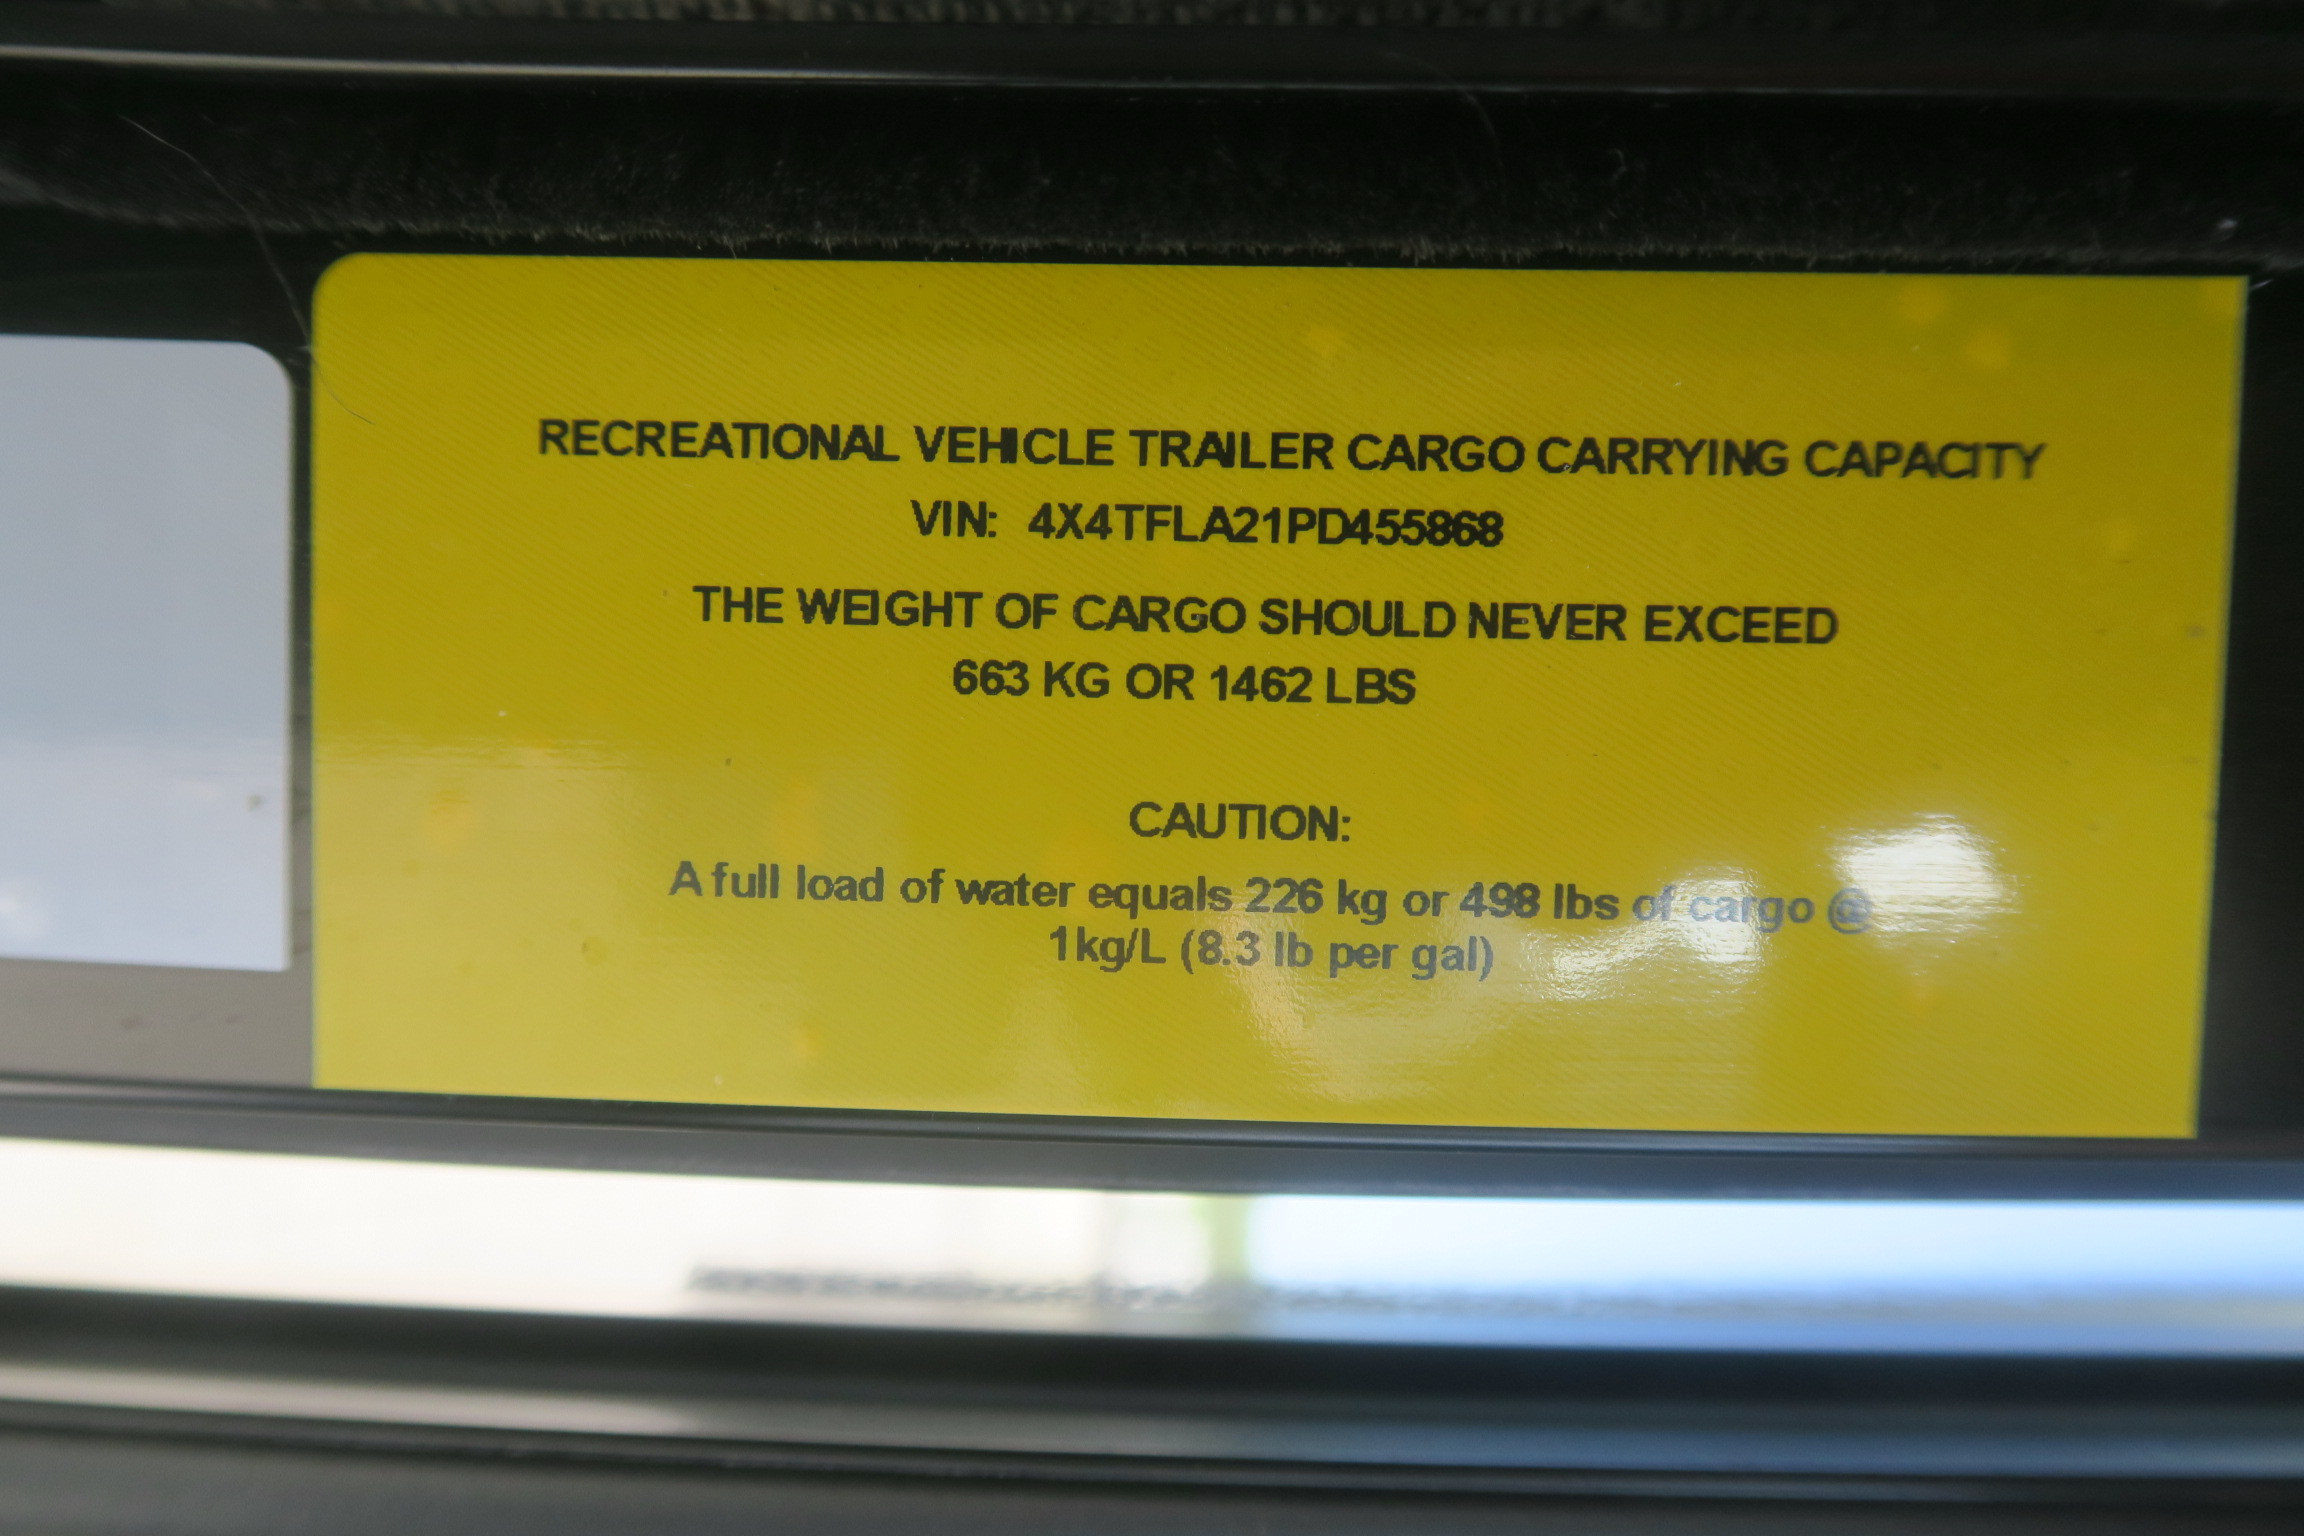 RECREATIONAL VEHICLE TRAILER CARGO CARRYING CAPACITY
VIN: 4X4TFLA21PD455868
THE WEIGHT OF CARGO SHOULD NEVER EXCEED
663 KG OR 1462 LBS
CAUTION:
A full load of water equals 226 kg or 498 lbs of cargo @
1kg/L (8.3 lb per gal)